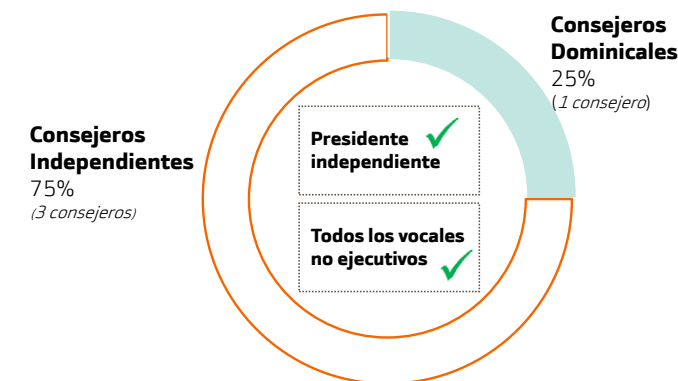 Consejeros
Dominicales
25%
(1 consejero)
Consejeros
Independientes
75%
(3 consejeros)
Presidente
independiente
Todos los vocales
no ejecutivos